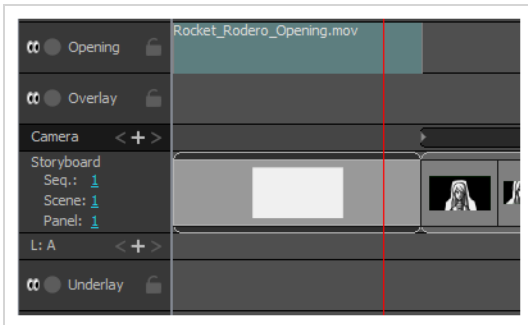 Opening
Rocket_Rodero_Opening.mov
Overlay
Camera < + >
Storyboard
Seq.: 1
Scene: 1
Panel: 1
L: A < + >
Underlay